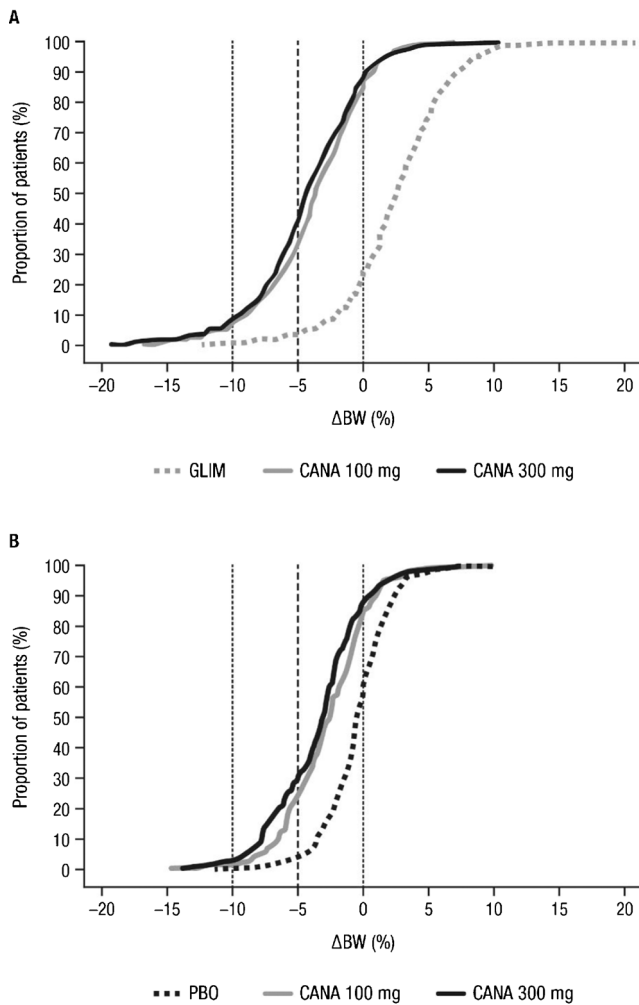 A
Proportion of patients (%)
100
90
80
70
60
50
40
30
20
10
0
−20 −15 −10 −5 0 5 10 15 20
ΔBW (%)
GLIM CANA 100 mg CANA 300 mg
B
Proportion of patients (%)
100
90
80
70
60
50
40
30
20
10
0
−20 −15 −10 −5 0 5 10 15 20
ΔBW (%)
PBO CANA 100 mg CANA 300 mg